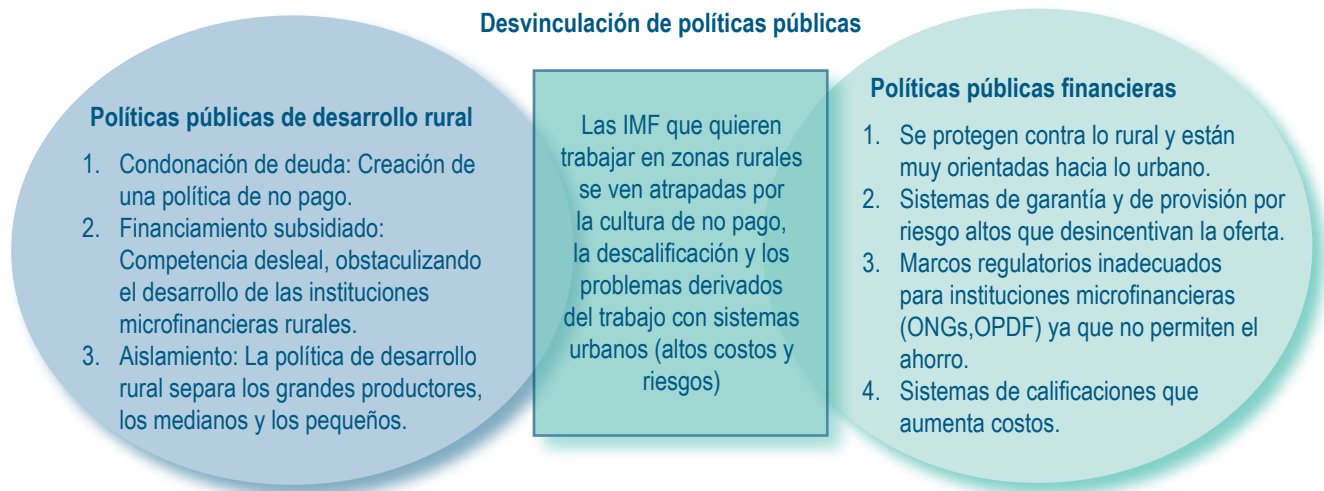 Desvinculación de políticas públicas
Políticas públicas de desarrollo rural
1. Condonación de deuda: Creación de
una política de no pago.
2. Financiamiento subsidiado:
Competencia desleal, obstaculizando
el desarrollo de las instituciones
microfinancieras rurales.
3. Aislamiento: La política de desarrollo
rural separa los grandes productores,
los medianos y los pequeños.
Las IMF que quieren
trabajar en zonas rurales
se ven atrapadas por
la cultura de no pago,
la descalificación y los
problemas derivados
del trabajo con sistemas
urbanos (altos costos y
riesgos)
Políticas públicas financieras
1. Se protegen contra lo rural y están
muy orientadas hacia lo urbano.
2. Sistemas de garantía y de provisión por
riesgo altos que desincentivan la oferta.
3. Marcos regulatorios inadecuados
para instituciones microfinancieras
(ONGs,OPDF) ya que no permiten el
ahorro.
4. Sistemas de calificaciones que
aumenta costos.